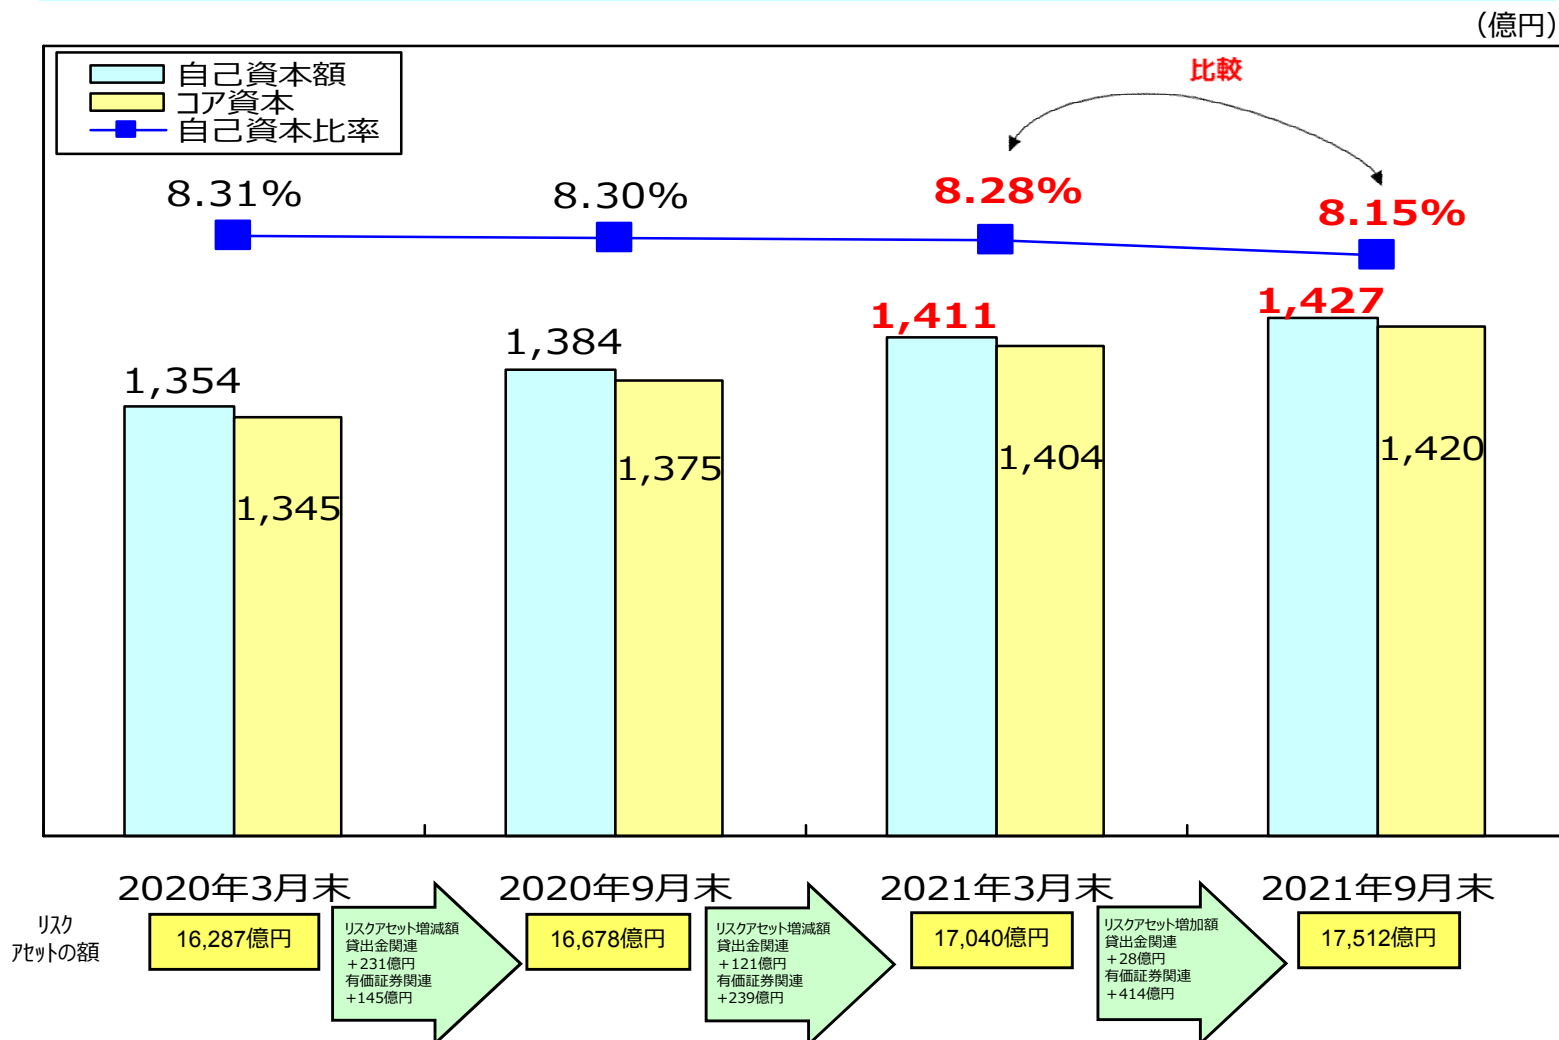 （億円）
自己資本額
コア資本
自己資本比率
比較
8.31%
8.30%
8.28%
8.15%
1,354
1,345
1,384
1,375
1,411
1,404
1,427
1,420
2020年3月末
2020年9月末
2021年3月末
2021年9月末
リスク
アセットの額
16,287億円
リスクアセット増減額
貸出金関連
+231億円
有価証券関連
+145億円
16,678億円
リスクアセット増減額
貸出金関連
+121億円
有価証券関連
+239億円
17,040億円
リスクアセット増加額
貸出金関連
+28億円
有価証券関連
+414億円
17,512億円